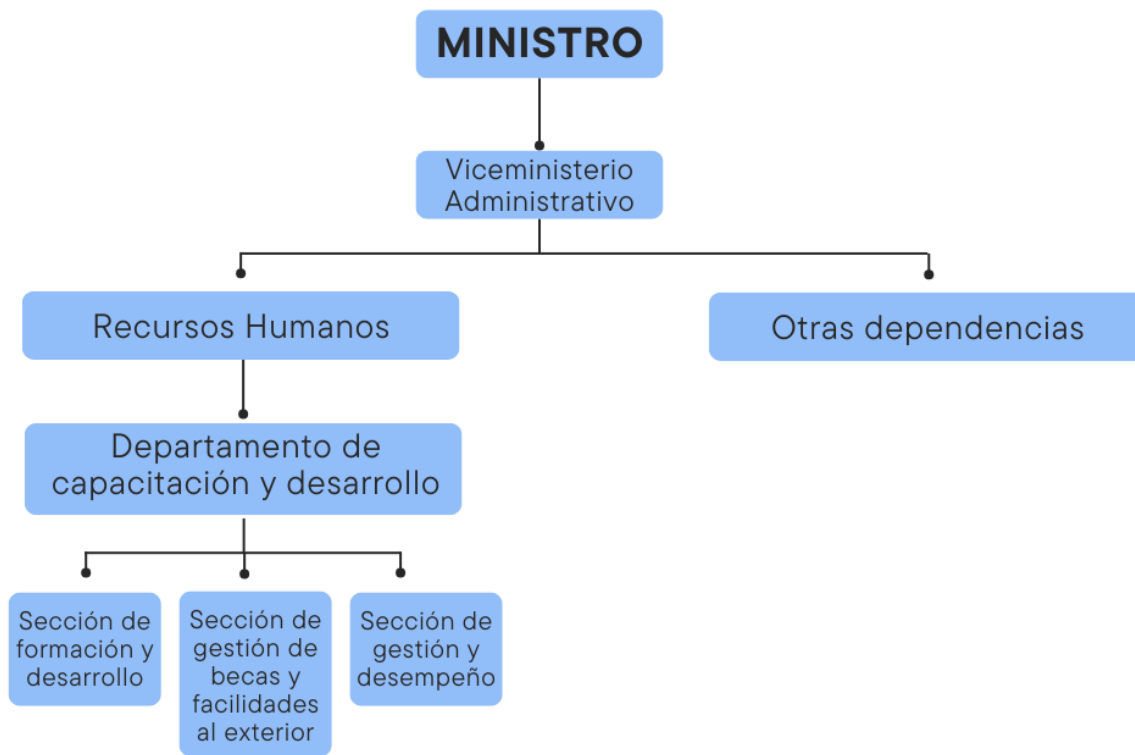 MINISTRO
Viceministerio
Administrativo
Recursos Humanos
Otras dependencias
Departamento de
capacitación y desarrollo
Sección de
formación y
desarrollo
Sección de
gestión de
becas y
facilidades
al exterior
Sección de
gestión y
desempeño